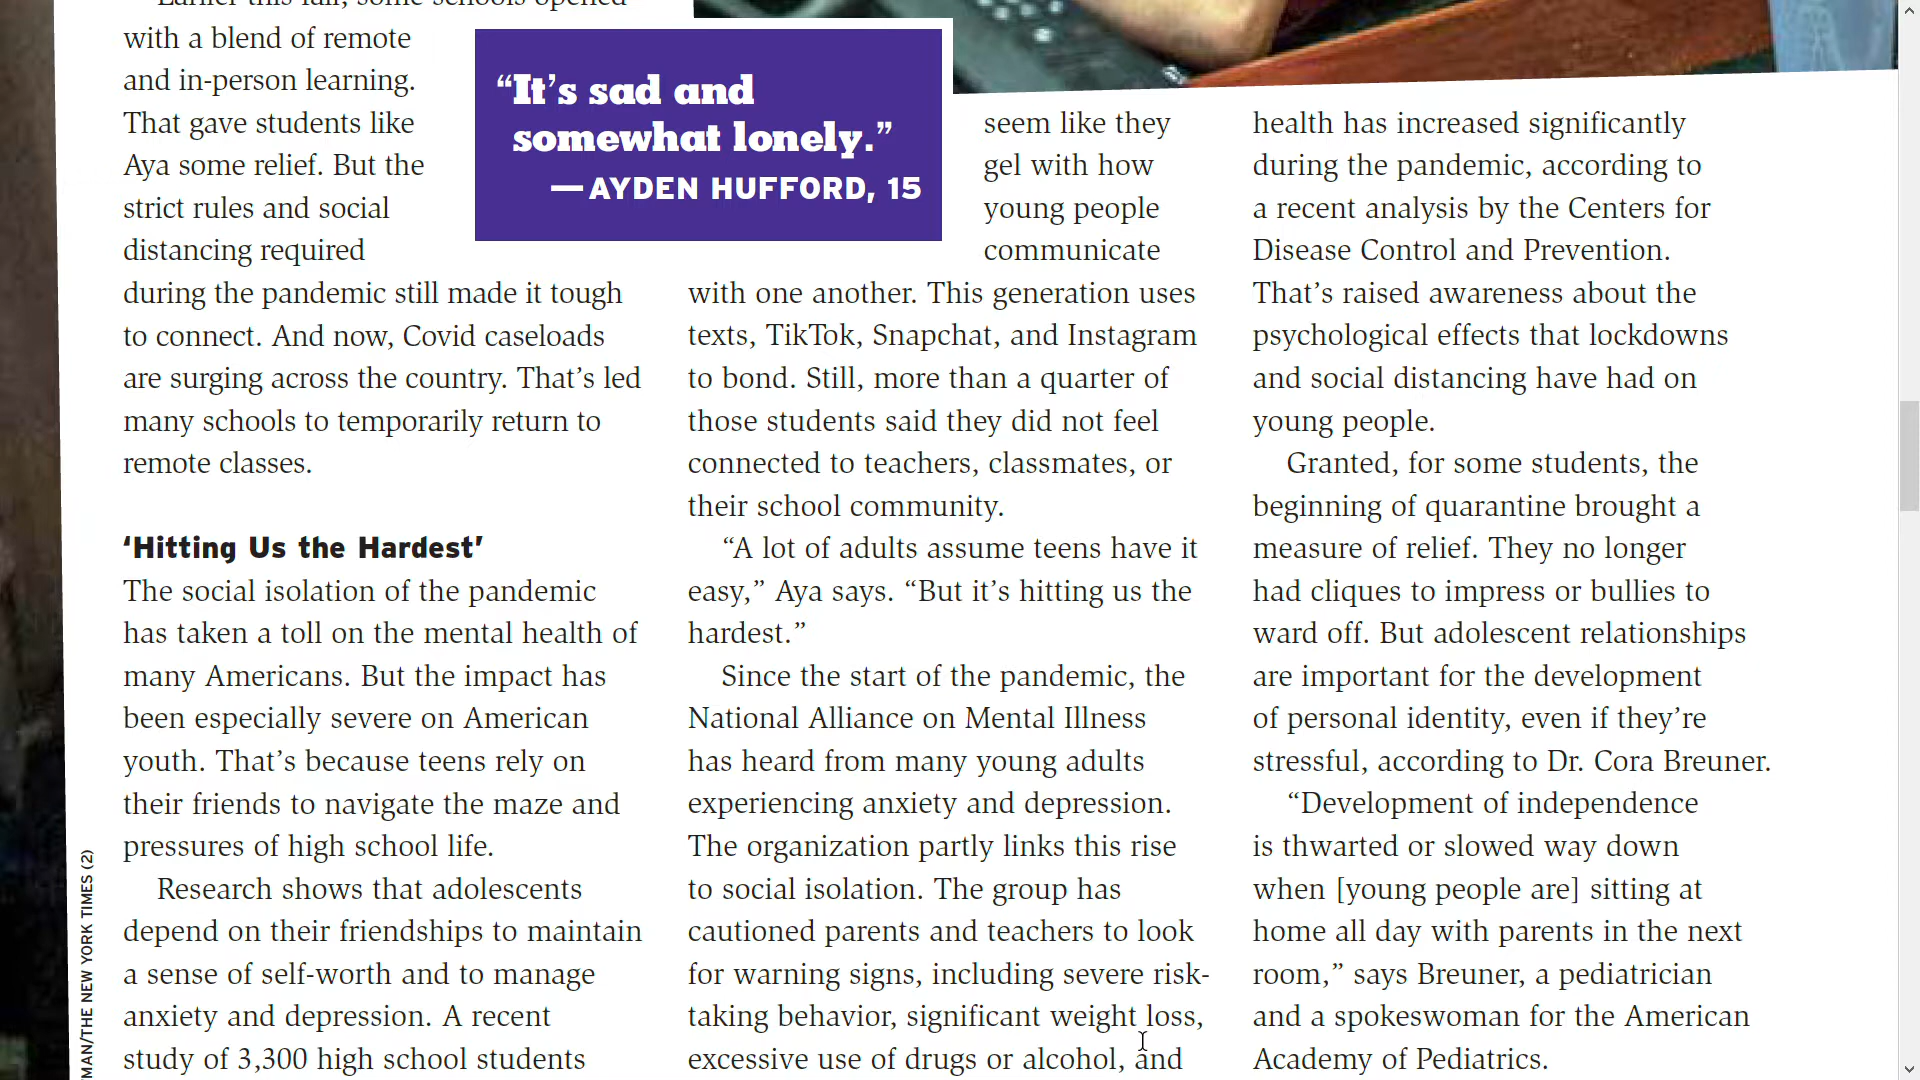 Earlier this fall, some schools opened
with a blend of remote
and in-person learning.
That gave students like
Aya some relief. But the
strict rules and social
distancing required
during the pandemic still made it tough
to connect. And now, Covid caseloads
are surging across the country. That’s led
many schools to temporarily return to
remote classes.
‘Hitting Us the Hardest’
The social isolation of the pandemic
has taken a toll on the mental health of
many Americans. But the impact has
been especially severe on American
youth. That’s because teens rely on
their friends to navigate the maze and
pressures of high school life.
Research shows that adolescents
depend on their friendships to maintain
a sense of self-worth and to manage
anxiety and depression. A recent
study of 3,300 high school students
“It’s sad and
somewhat lonely.”
—AYDEN HUFFORD, 15
seem like they
gel with how
young people
communicate
with one another. This generation uses
texts, TikTok, Snapchat, and Instagram
to bond. Still, more than a quarter of
those students said they did not feel
connected to teachers, classmates, or
their school community.
“A lot of adults assume teens have it
easy,” Aya says. “But it’s hitting us the
hardest.”
Since the start of the pandemic, the
National Alliance on Mental Illness
has heard from many young adults
experiencing anxiety and depression.
The organization partly links this rise
to social isolation. The group has
cautioned parents and teachers to look
for warning signs, including severe risk-
taking behavior, significant weight loss,
excessive use of drugs or alcohol, and
health has increased significantly
during the pandemic, according to
a recent analysis by the Centers for
Disease Control and Prevention.
That’s raised awareness about the
psychological effects that lockdowns
and social distancing have had on
young people.
Granted, for some students, the
beginning of quarantine brought a
measure of relief. They no longer
had cliques to impress or bullies to
ward off. But adolescent relationships
are important for the development
of personal identity, even if they’re
stressful, according to Dr. Cora Breuner.
“Development of independence
is thwarted or slowed way down
when [young people are] sitting at
home all day with parents in the next
room,” says Breuner, a pediatrician
and a spokeswoman for the American
Academy of Pediatrics.
MAN/THE NEW YORK TIMES (2)